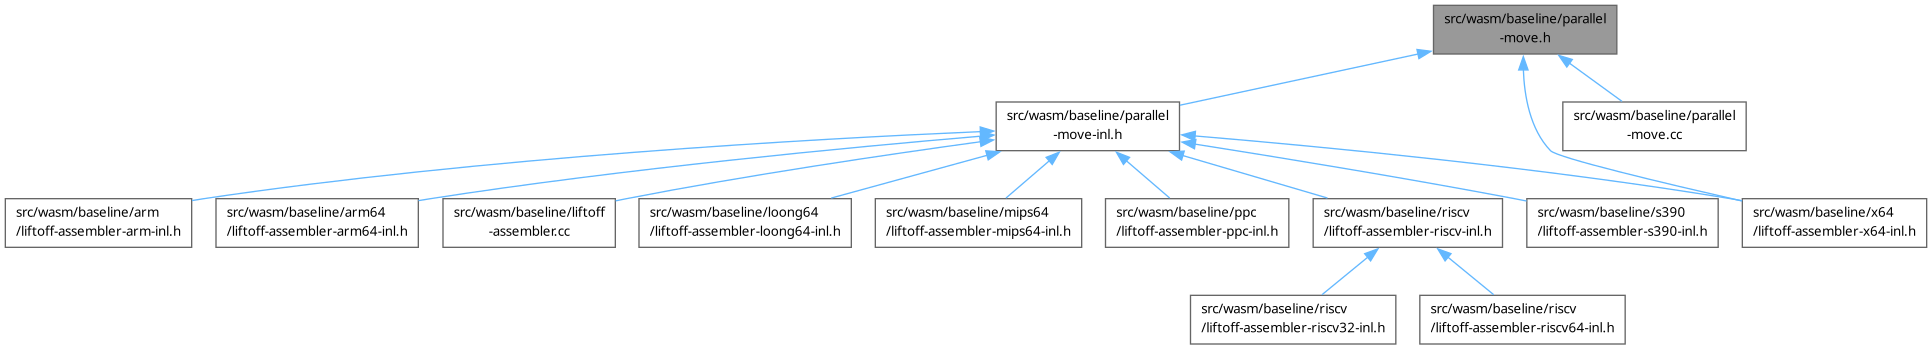 src/wasm/baseline/parallel
-move.h
src/wasm/baseline/parallel
-move-inl.h
src/wasm/baseline/parallel
-move.cc
src/wasm/baseline/arm
/liftoff-assembler-arm-inl.h
src/wasm/baseline/arm64
/liftoff-assembler-arm64-inl.h
src/wasm/baseline/liftoff
-assembler.cc
src/wasm/baseline/loong64
/liftoff-assembler-loong64-inl.h
src/wasm/baseline/mips64
/liftoff-assembler-mips64-inl.h
src/wasm/baseline/ppc
/liftoff-assembler-ppc-inl.h
src/wasm/baseline/riscv
/liftoff-assembler-riscv-inl.h
src/wasm/baseline/s390
/liftoff-assembler-s390-inl.h
src/wasm/baseline/x64
/liftoff-assembler-x64-inl.h
src/wasm/baseline/riscv
/liftoff-assembler-riscv32-inl.h
src/wasm/baseline/riscv
/liftoff-assembler-riscv64-inl.h